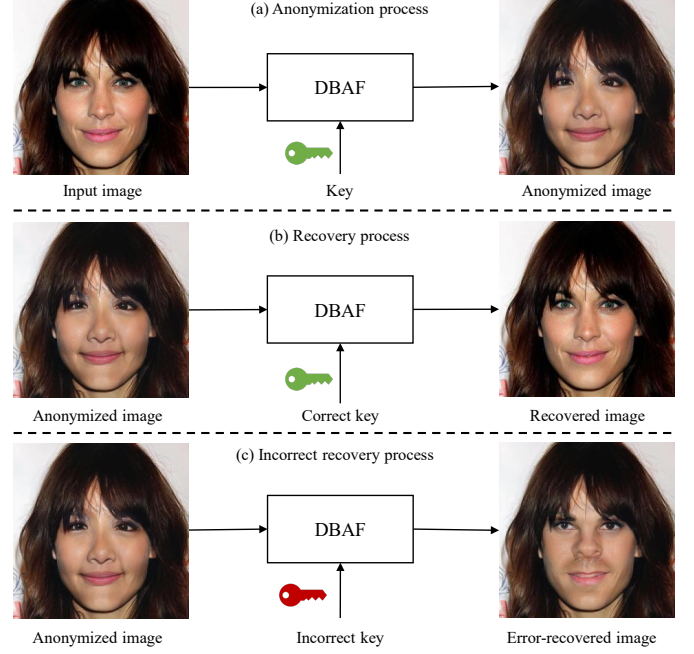 (a) Anonymization process
DBAF
Input image
Key
Anonymized image
(b) Recovery process
DBAF
Anonymized image
Correct key
Recovered image
(c) Incorrect recovery process
DBAF
Anonymized image
Incorrect key
Error-recovered image